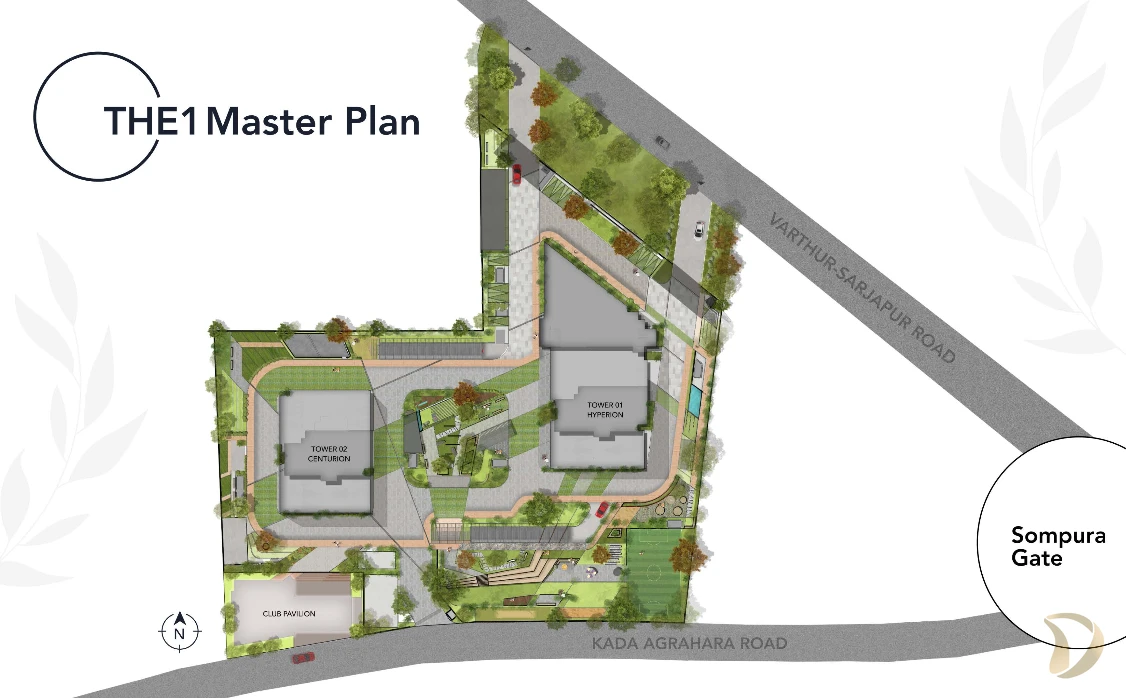 THE1 Master Plan
VARTHUR-SARJAPUR ROAD
TOWER 01
HYPERION
TOWER 02
CENTURION
Sompura
Gate
CLUB PAVILION
N
KADA AGRAHARA ROAD